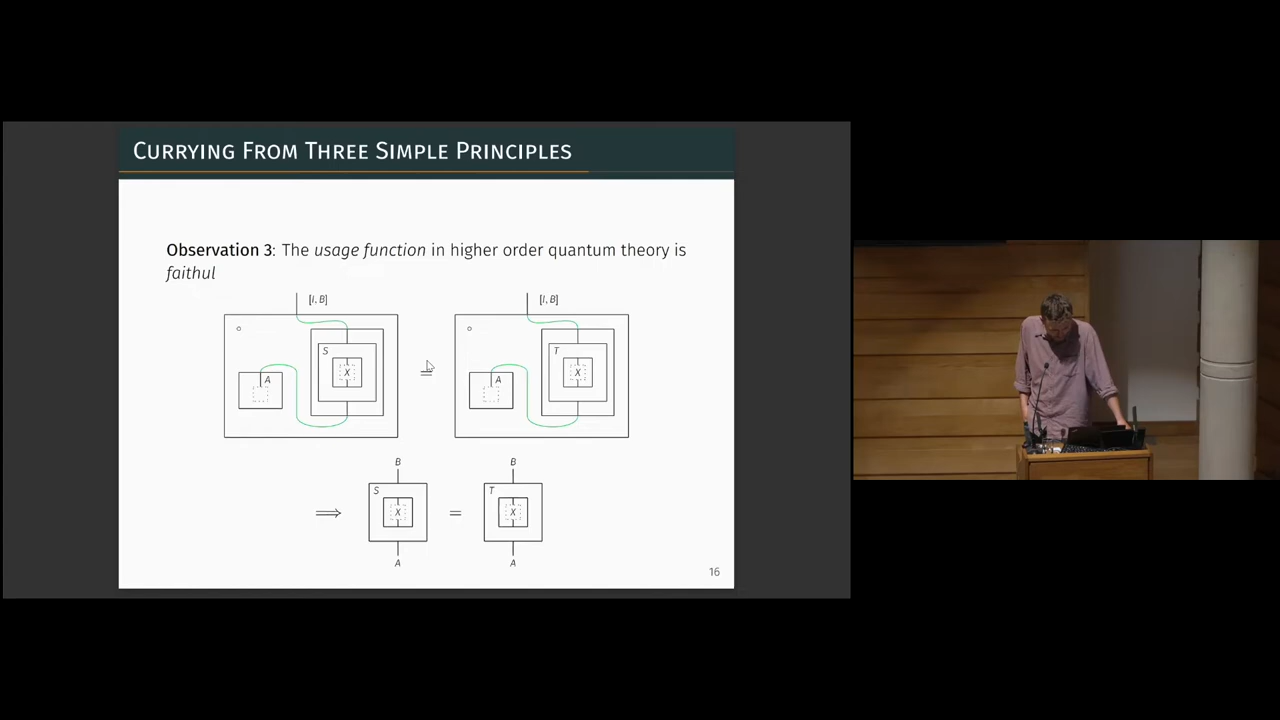 CURRYING FROM THREE SIMPLE PRINCIPLES
Observation 3: The usage function in higher order quantum theory is
faithul
[I, B] [I, B]
∘ S X A = ∘ T X A
B B
⟹ S X = T X
A A
16